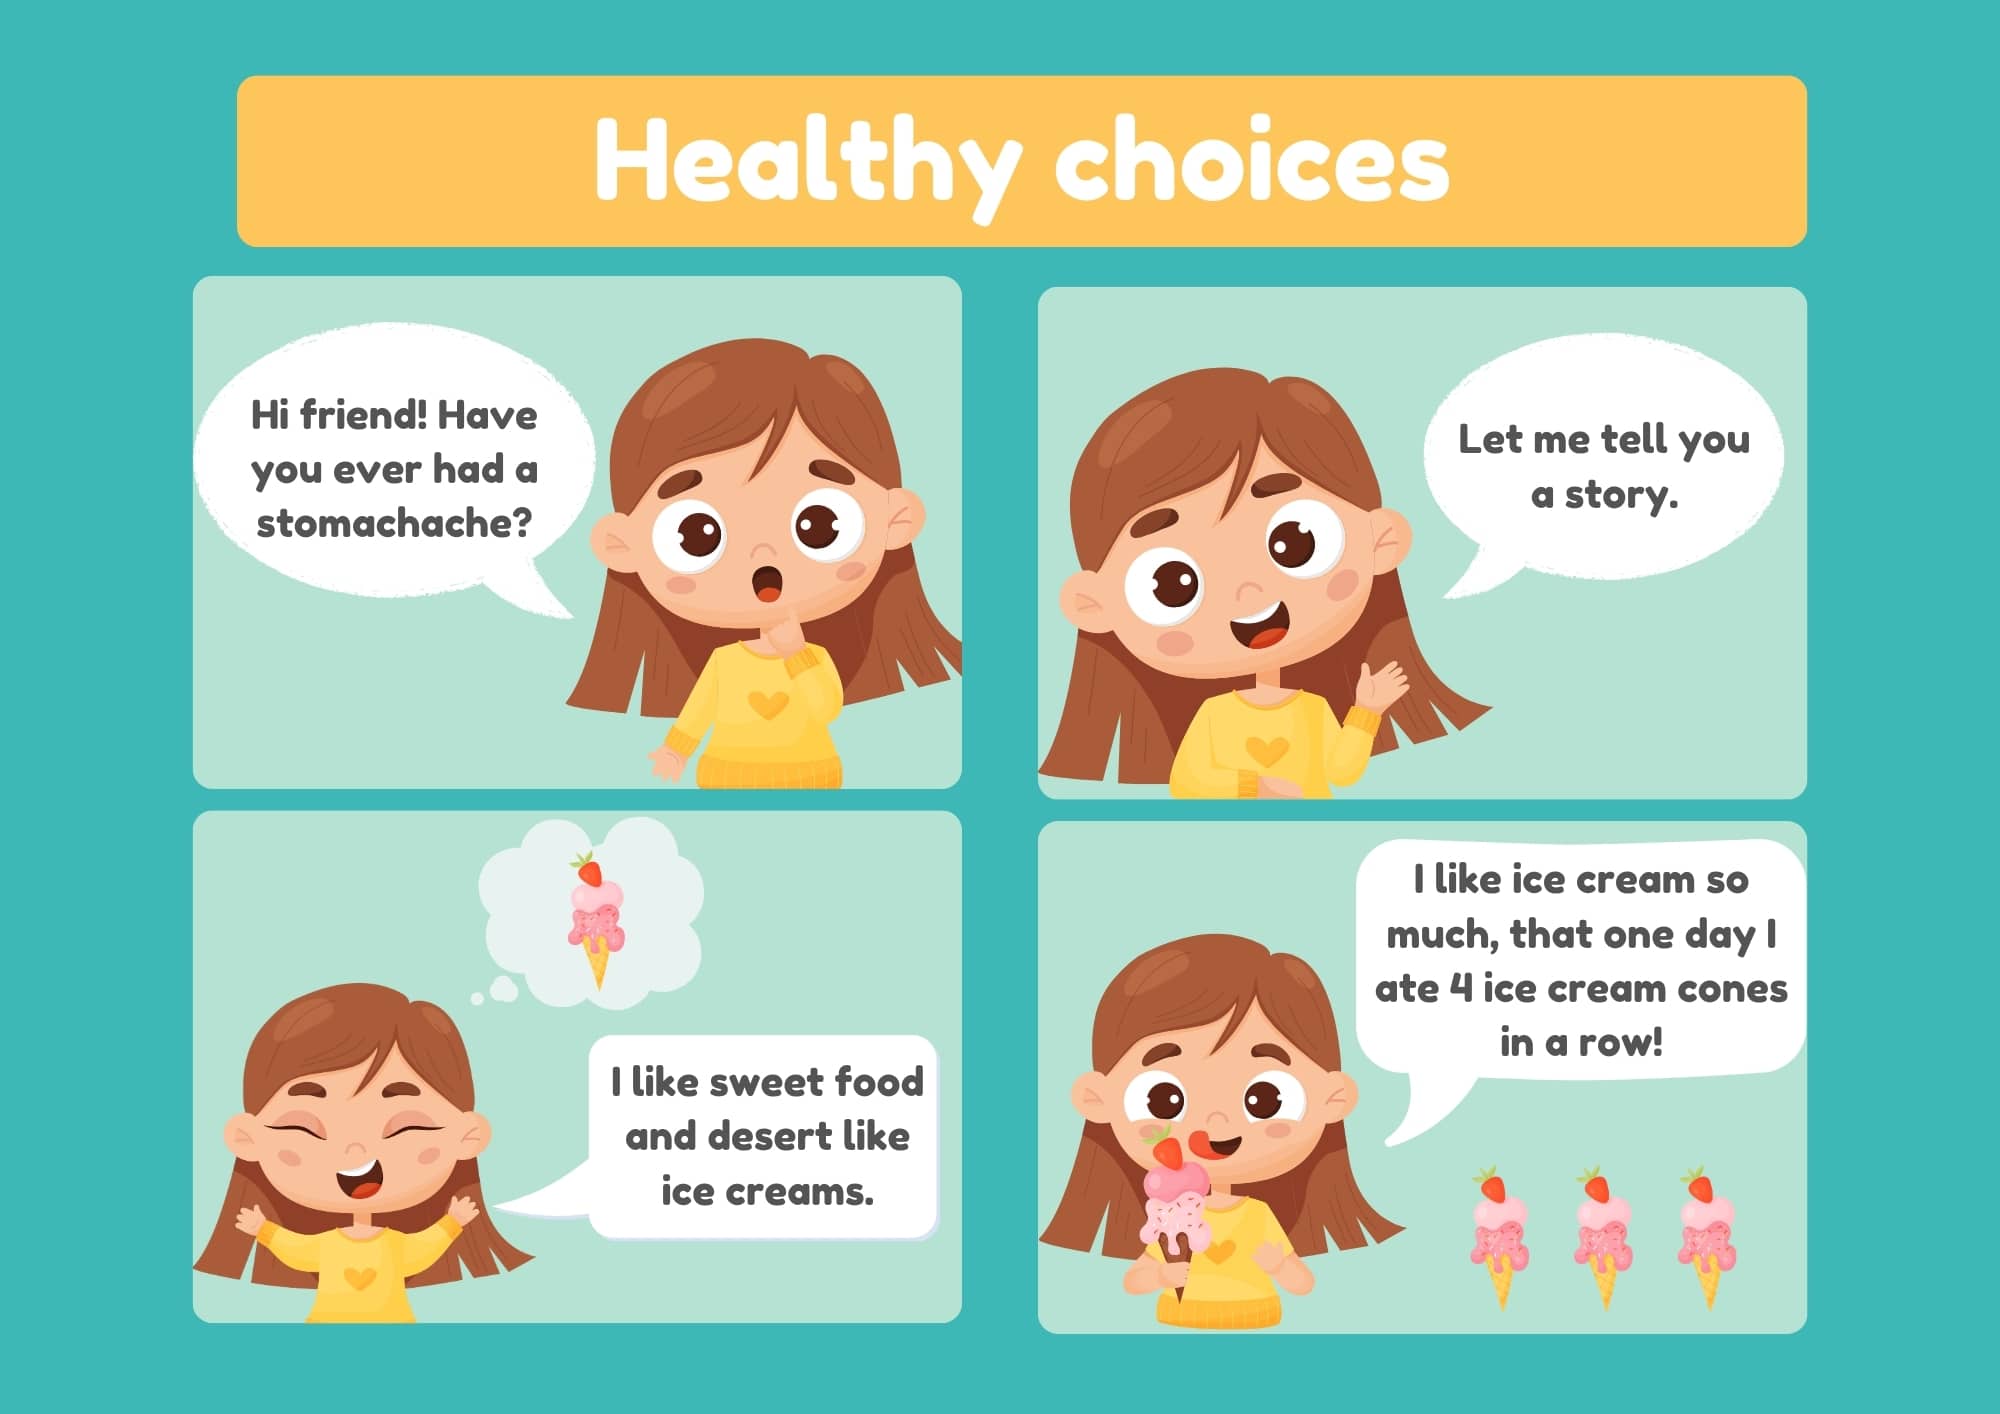 Healthy choices
Hi friend! Have
you ever had a
stomachache?
Let me tell you
a story.
I like sweet food
and desert like
ice creams.
I like ice cream so
much, that one day I
ate 4 ice cream cones
in a row!